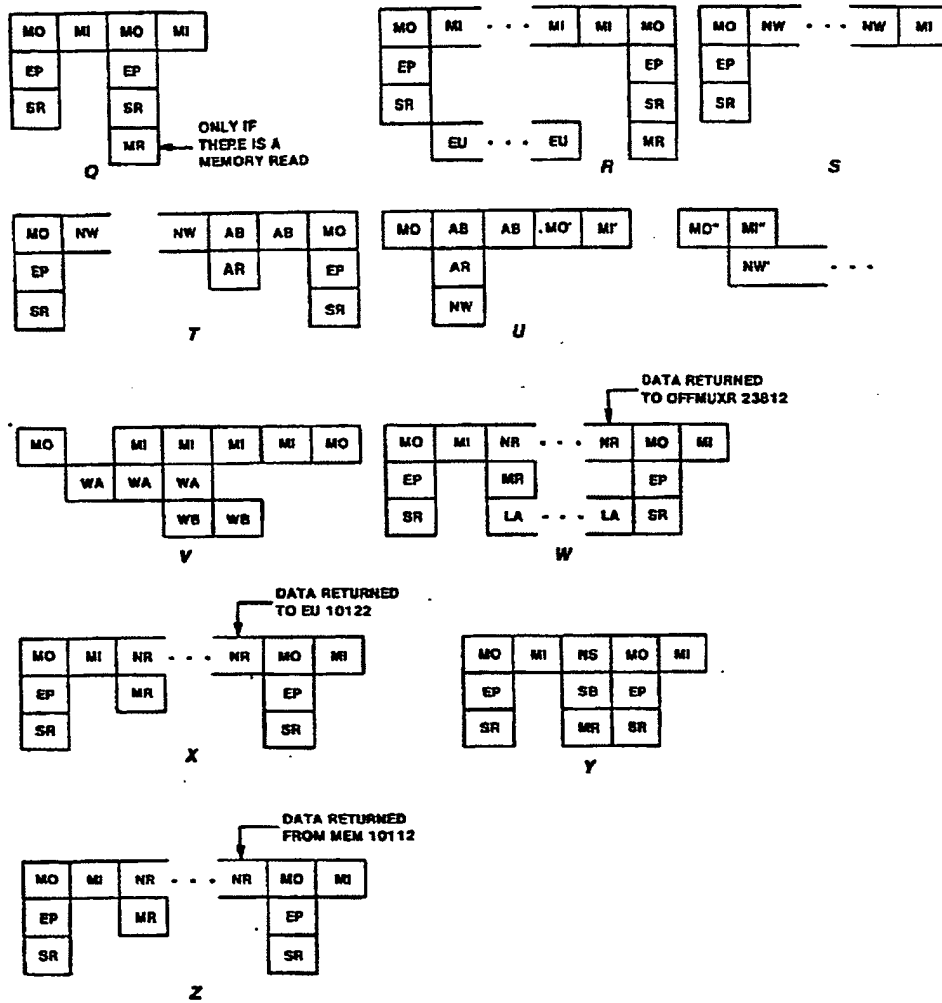 MO MI MO MI
EP EP
SR SR
MR
ONLY IF
THERE IS A
MEMORY READ
Q
MO MI · · · MI MI MO
EP EP
SR SR
EU · · · EU MR
R
MO NW · · · NW MI
EP
SR
S
MO NW NW AB AB MO
EP AR EP
SR SR
T
MO AB AB .MO' MI'
AR
NW
U
MO" MI"
NW' · · ·
MO MI MI MI MI MO
WA WA WA
WB WB
V
DATA RETURNED
TO OFFMUXR 23812
MO MI NR · · · NR MO MI
EP MR EP
SR LA · · · LA SR
W
DATA RETURNED
TO EU 10122
MO MI NR · · · NR MO MI
EP MR EP
SR SR
X
MO MI NS MO MI
EP SB EP
SR MR SR
Y
DATA RETURNED
FROM MEM 10112
MO MI NR · · · NR MO MI
EP MR EP
SR SR
Z